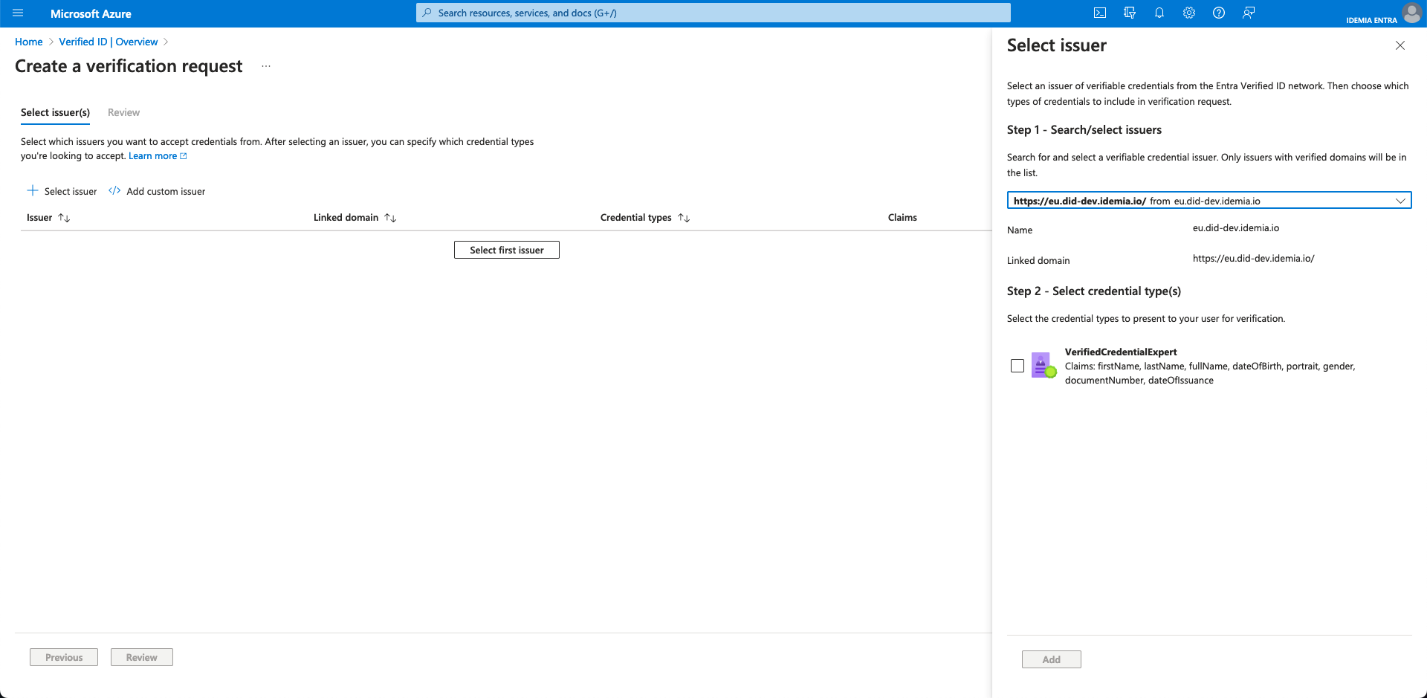 Microsoft Azure
Search resources, services, and docs (G+/)
IDEMIA ENTRA
Home > Verified ID | Overview >
Create a verification request ...
Select issuer(s) Review
Select which issuers you want to accept credentials from. After selecting an issuer, you can specify which credential types
you're looking to accept. Learn more
Select issuer Add custom issuer
Issuer Linked domain Credential types Claims
Select first issuer
Previous Review
Select issuer
Select an issuer of verifiable credentials from the Entra Verified ID network. Then choose which
types of credentials to include in verification request.
Step 1 - Search/select issuers
Search for and select a verifiable credential issuer. Only issuers with verified domains will be in
the list.
https://eu.did-dev.idemia.io/ from eu.did-dev.idemia.io
Name eu.did-dev.idemia.io
Linked domain https://eu.did-dev.idemia.io/
Step 2 - Select credential type(s)
Select the credential types to present to your user for verification.
VerifiedCredentialExpert
Claims: firstName, lastName, fullName, dateOfBirth, portrait, gender,
documentNumber, dateOfIssuance
Add